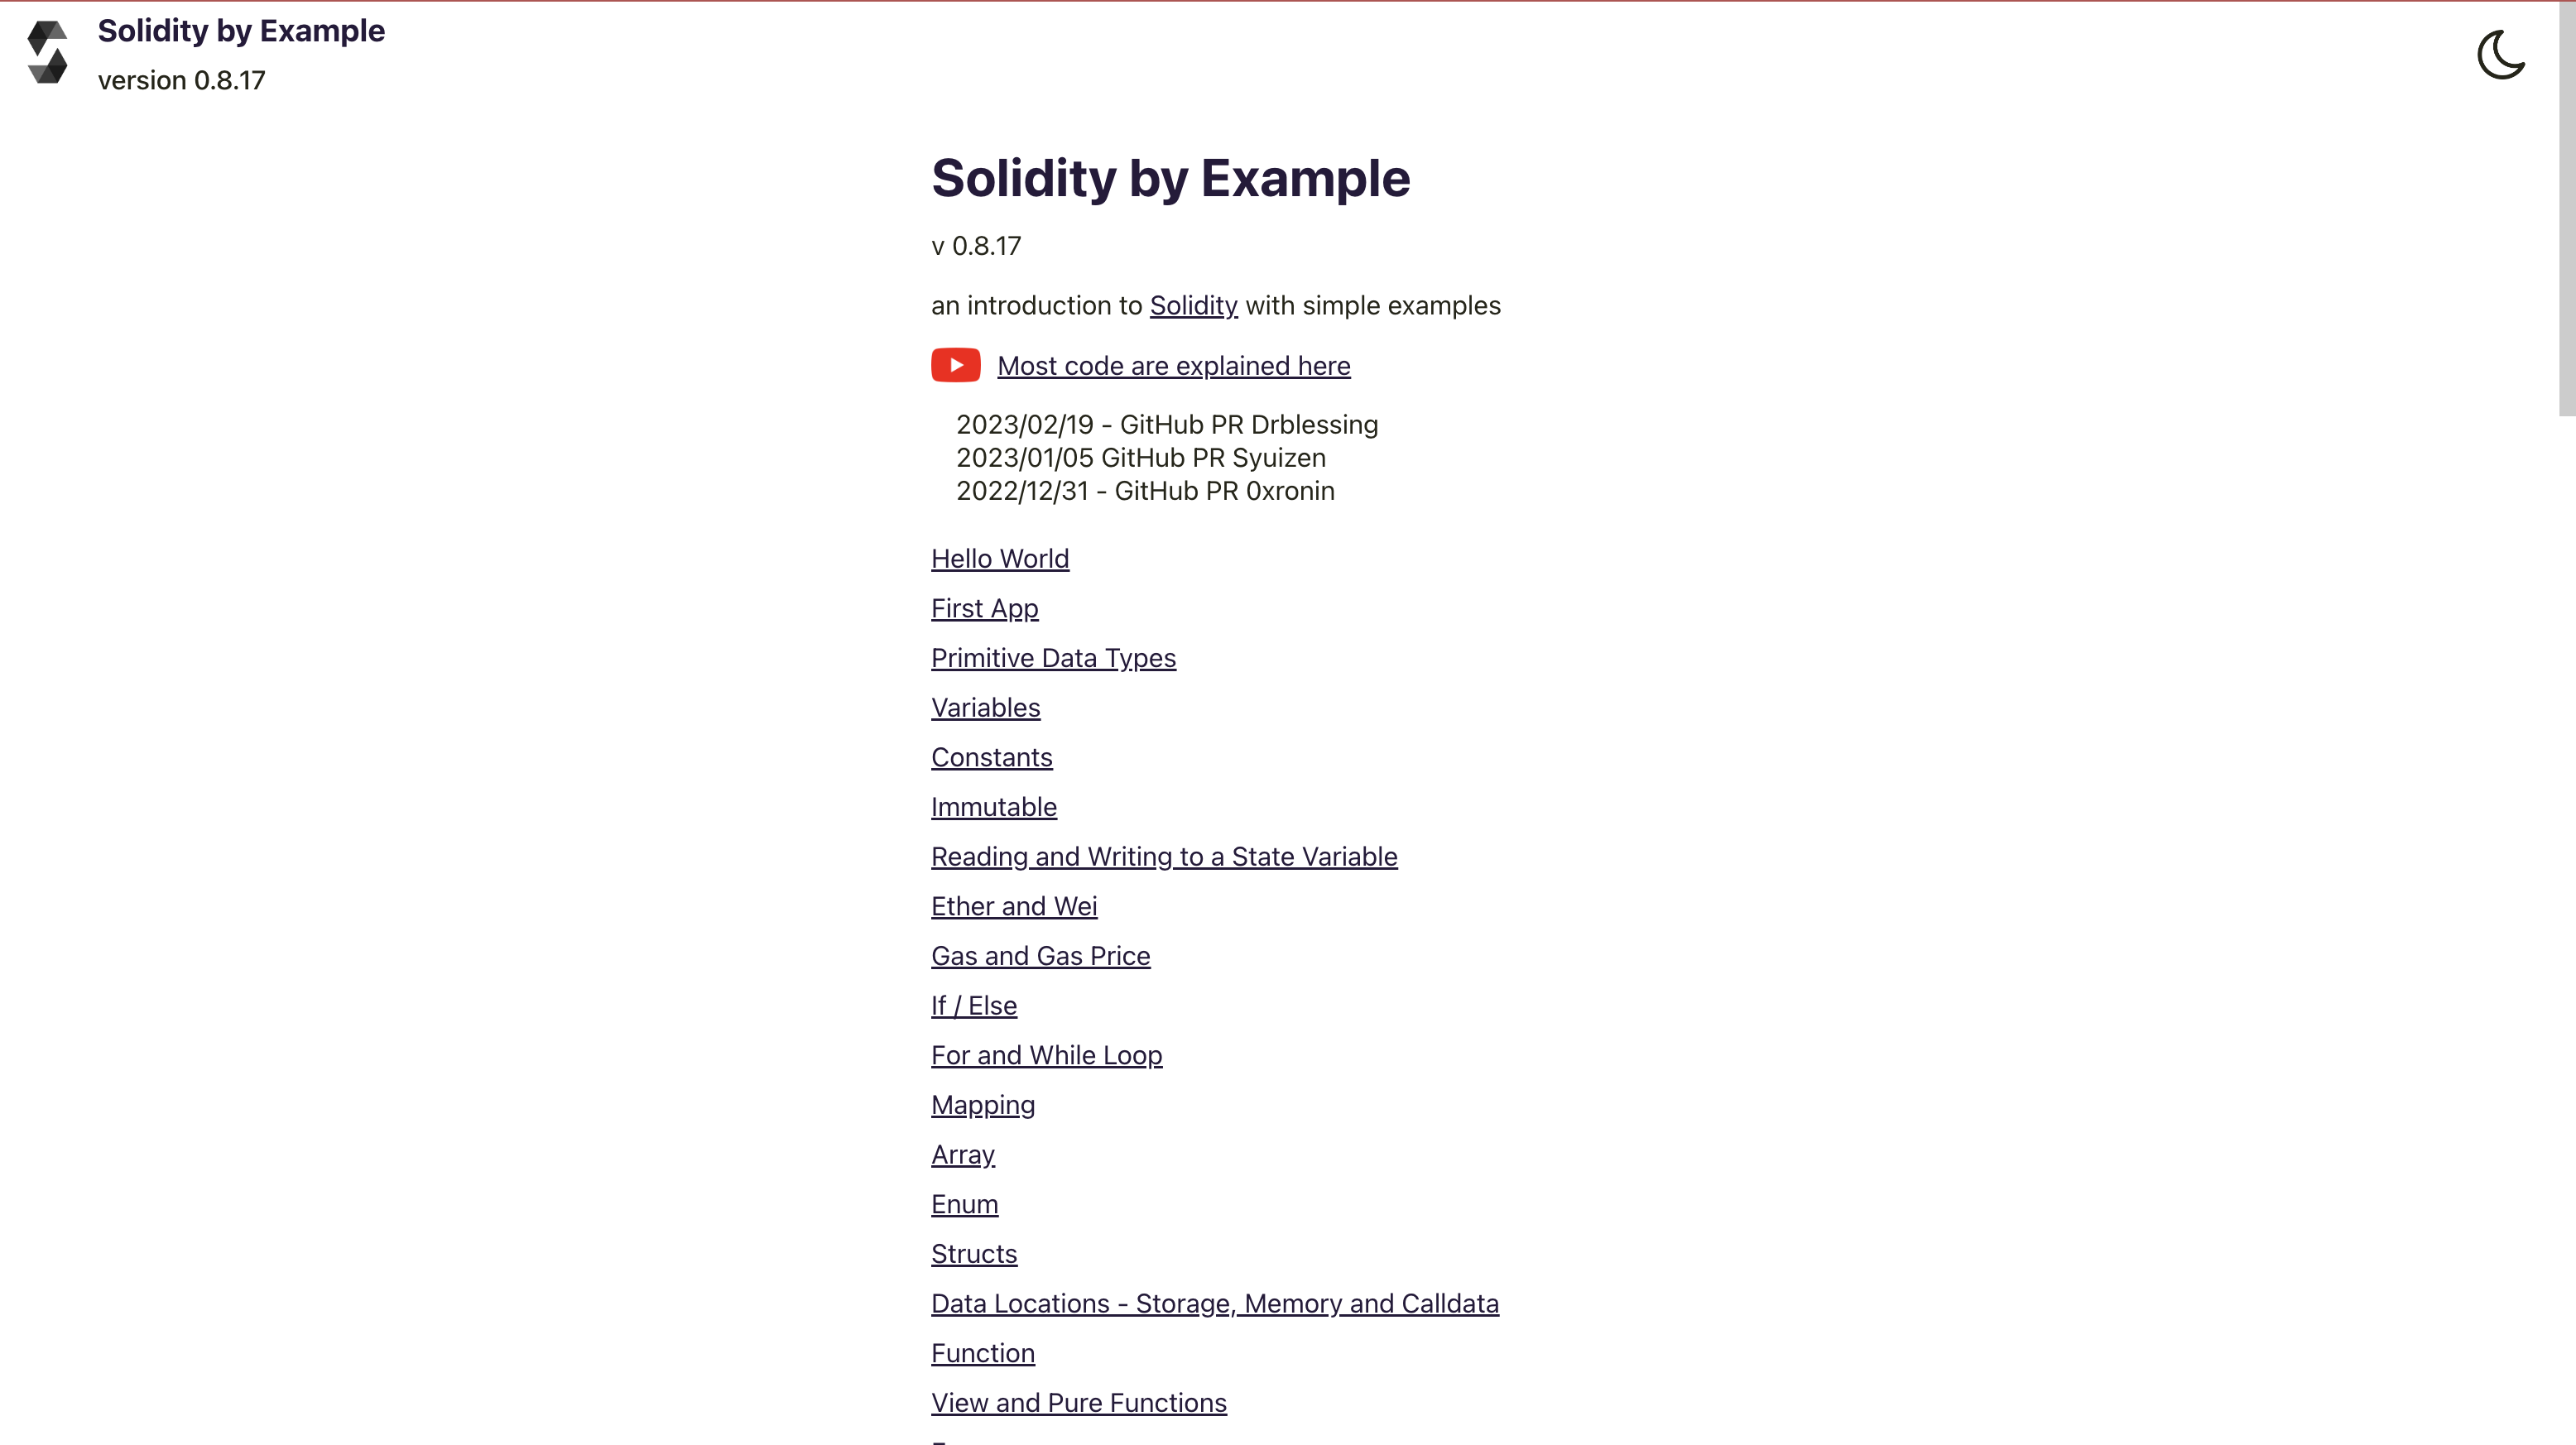 Solidity by Example
version 0.8.17
Solidity by Example
v 0.8.17
an introduction to Solidity with simple examples
Most code are explained here
2023/02/19 - GitHub PR Drblessing
2023/01/05 GitHub PR Syuizen
2022/12/31 - GitHub PR 0xronin
Hello World
First App
Primitive Data Types
Variables
Constants
Immutable
Reading and Writing to a State Variable
Ether and Wei
Gas and Gas Price
If / Else
For and While Loop
Mapping
Array
Enum
Structs
Data Locations - Storage, Memory and Calldata
Function
View and Pure Functions